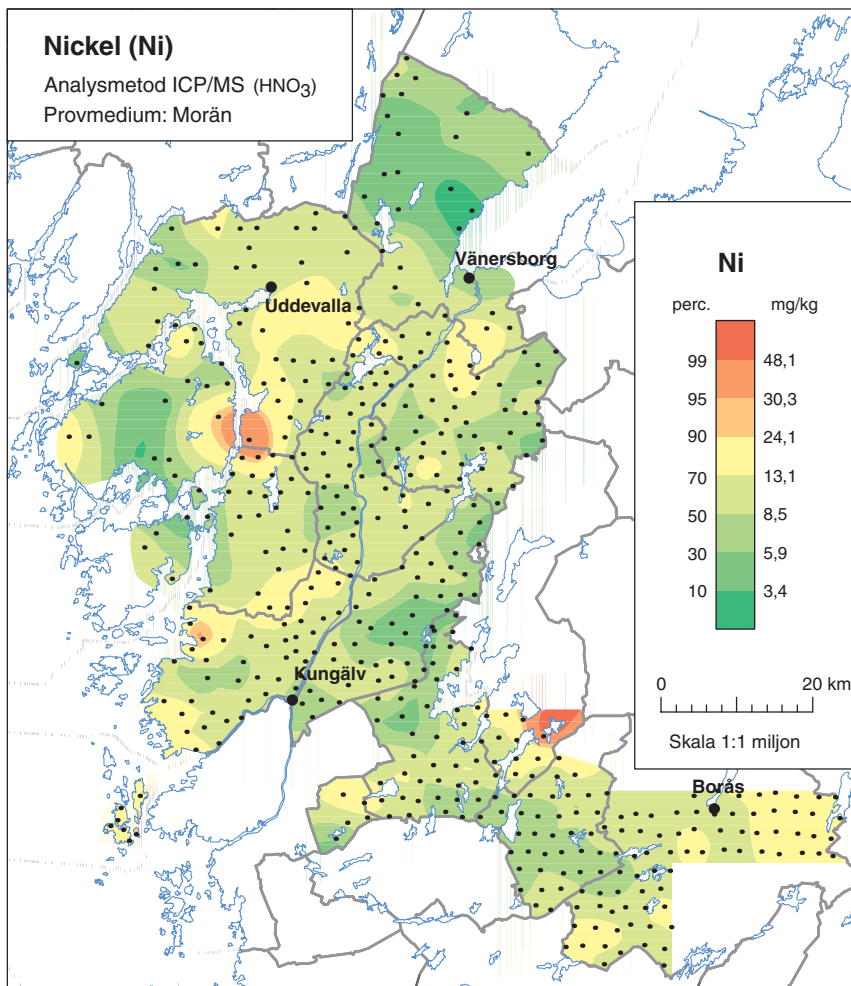 Nickel (Ni)
Analysmetod ICP/MS (HNO3)
Provmedium: Morän
Vänersborg
Uddevalla
Kungälv
Borås
Ni
perc. mg/kg
99 48,1
95 30,3
90 24,1
70 13,1
50 8,5
30 5,9
10 3,4
0 20 km
Skala 1:1 miljon